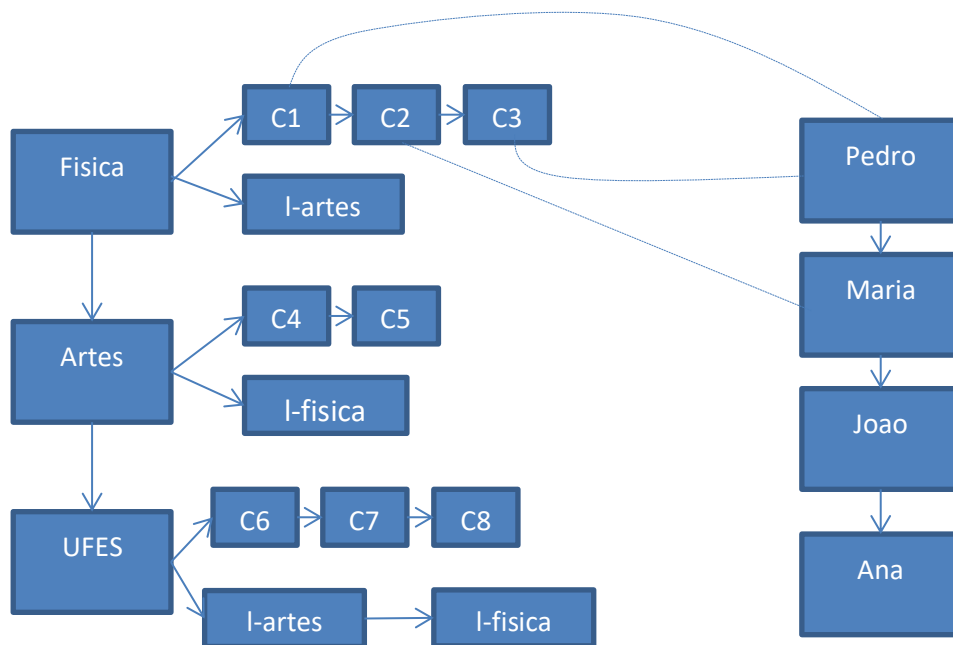 C1
C2
C3
Fisica
Pedro
l-artes
Maria
C4
C5
Artes
l-fisica
Joao
C6
C7
C8
UFES
Ana
l-artes
l-fisica